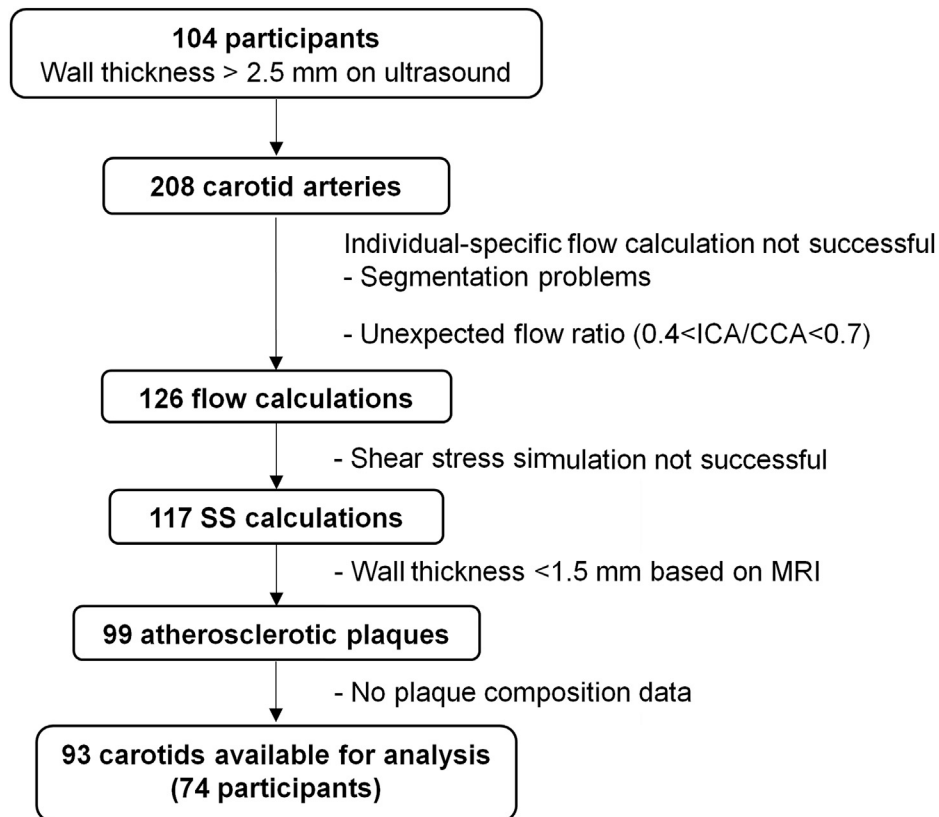 104 participants
Wall thickness > 2.5 mm on ultrasound
208 carotid arteries
Individual-specific flow calculation not successful
- Segmentation problems
- Unexpected flow ratio (0.4<ICA/CCA<0.7)
126 flow calculations
- Shear stress simulation not successful
117 SS calculations
- Wall thickness <1.5 mm based on MRI
99 atherosclerotic plaques
- No plaque composition data
93 carotids available for analysis
(74 participants)